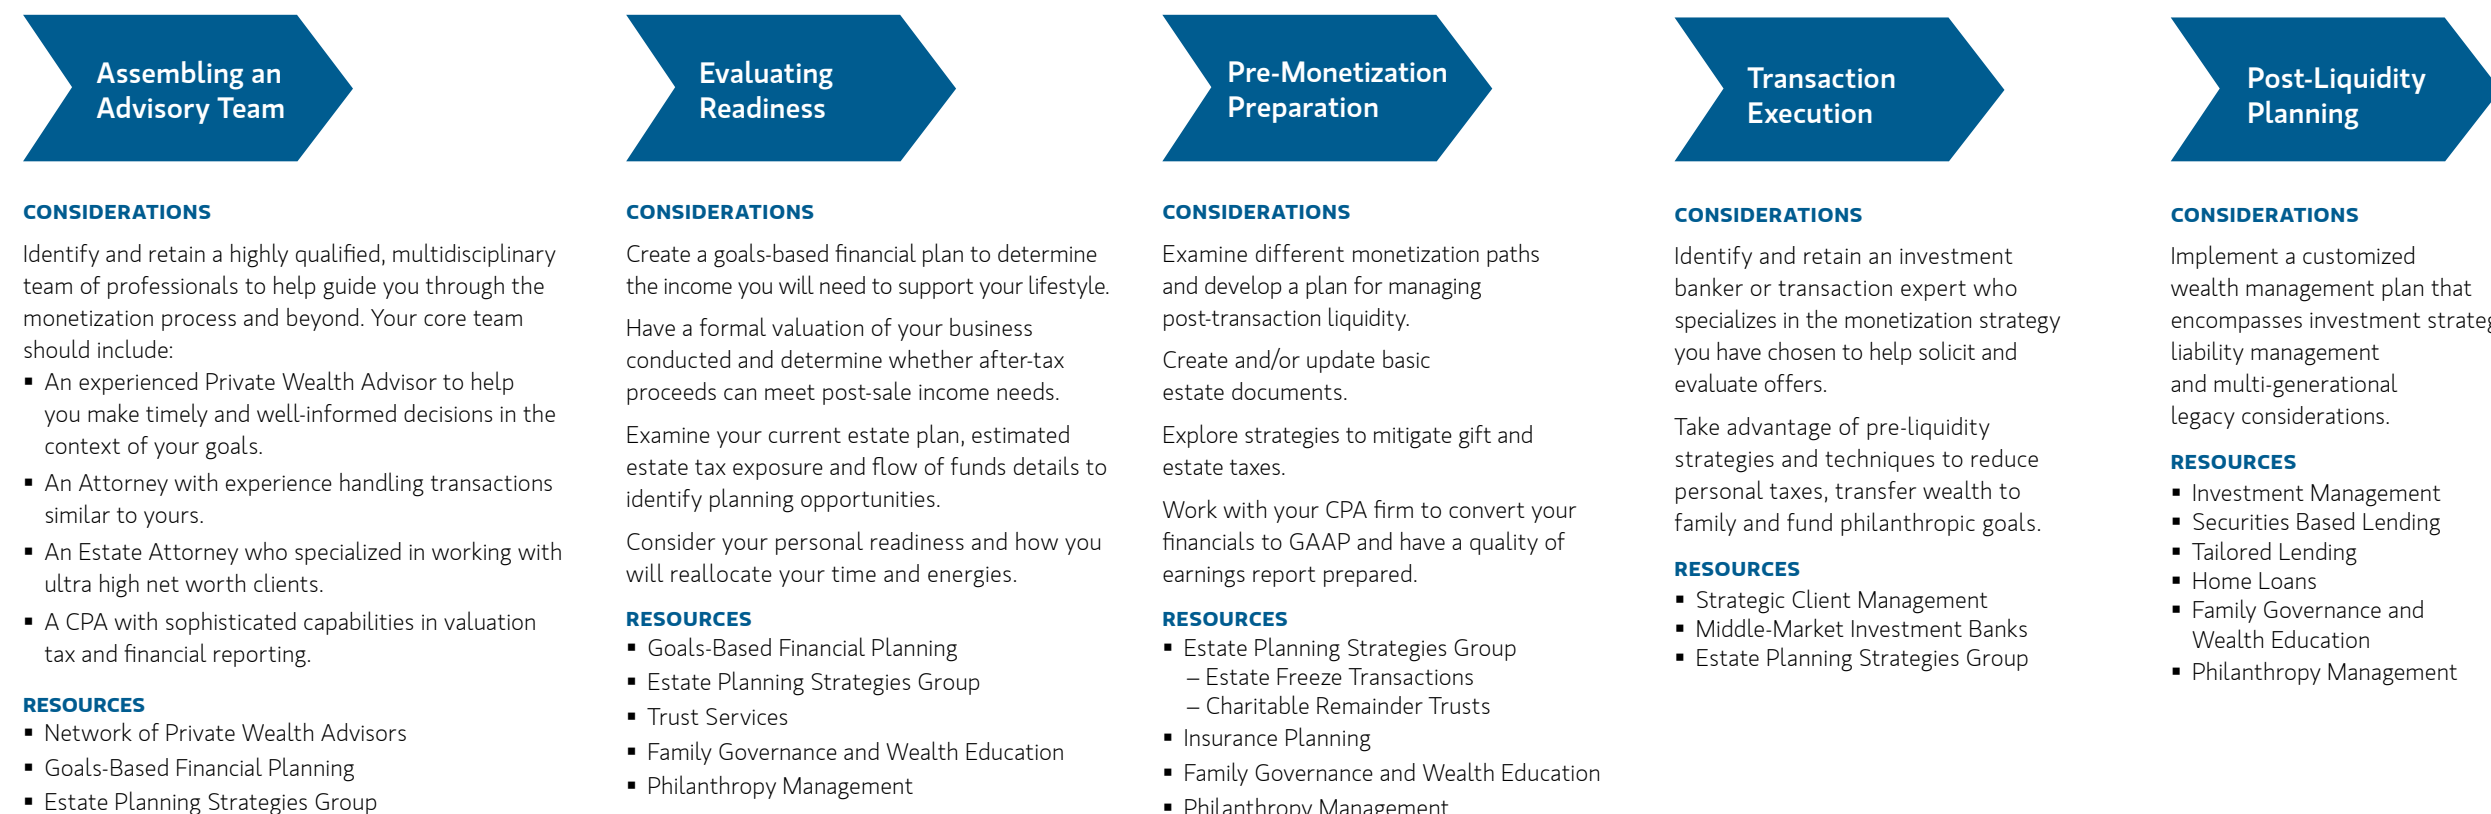 Assembling an
Advisory Team
CONSIDERATIONS
Identify and retain a highly qualified, multidisciplinary
team of professionals to help guide you through the
monetization process and beyond. Your core team
should include:
▪ An experienced Private Wealth Advisor to help
you make timely and well-informed decisions in the
context of your goals.
▪ An Attorney with experience handling transactions
similar to yours.
▪ An Estate Attorney who specialized in working with
ultra high net worth clients.
▪ A CPA with sophisticated capabilities in valuation
tax and financial reporting.
RESOURCES
▪ Network of Private Wealth Advisors
▪ Goals-Based Financial Planning
▪ Estate Planning Strategies Group
Evaluating
Readiness
CONSIDERATIONS
Create a goals-based financial plan to determine
the income you will need to support your lifestyle.
Have a formal valuation of your business
conducted and determine whether after-tax
proceeds can meet post-sale income needs.
Examine your current estate plan, estimated
estate tax exposure and flow of funds details to
identify planning opportunities.
Consider your personal readiness and how you
will reallocate your time and energies.
RESOURCES
▪ Goals-Based Financial Planning
▪ Estate Planning Strategies Group
▪ Trust Services
▪ Family Governance and Wealth Education
▪ Philanthropy Management
Pre-Monetization
Preparation
CONSIDERATIONS
Examine different monetization paths
and develop a plan for managing
post-transaction liquidity.
Create and/or update basic
estate documents.
Explore strategies to mitigate gift and
estate taxes.
Work with your CPA firm to convert your
financials to GAAP and have a quality of
earnings report prepared.
RESOURCES
▪ Estate Planning Strategies Group
– Estate Freeze Transactions
– Charitable Remainder Trusts
▪ Insurance Planning
▪ Family Governance and Wealth Education
▪ Philanthropy Management
Transaction
Execution
CONSIDERATIONS
Identify and retain an investment
banker or transaction expert who
specializes in the monetization strategy
you have chosen to help solicit and
evaluate offers.
Take advantage of pre-liquidity
strategies and techniques to reduce
personal taxes, transfer wealth to
family and fund philanthropic goals.
RESOURCES
▪ Strategic Client Management
▪ Middle-Market Investment Banks
▪ Estate Planning Strategies Group
Post-Liquidity
Planning
CONSIDERATIONS
Implement a customized
wealth management plan that
encompasses investment
liability management
and multi-generational
legacy considerations.
RESOURCES
▪ Investment Management
▪ Securities Based Lending
▪ Tailored Lending
▪ Home Loans
▪ Family Governance and
Wealth Education
▪ Philanthropy Management